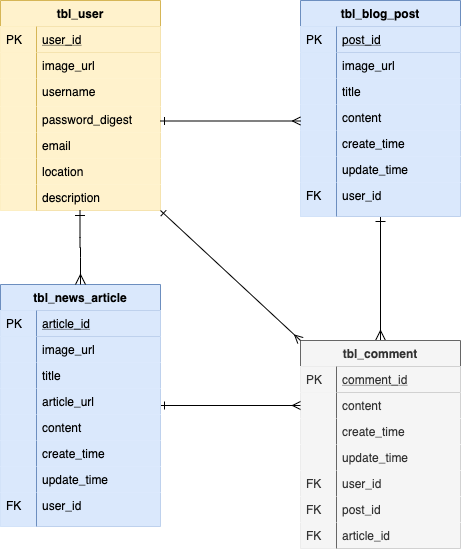 tbl_user
PK user_id
image_url
username
password_digest
email
location
description
tbl_blog_post
PK post_id
image_url
title
content
create_time
update_time
FK user_id
tbl_news_article
PK article_id
image_url
title
article_url
content
create_time
update_time
FK user_id
tbl_comment
PK comment_id
content
create_time
update_time
FK user_id
FK post_id
FK article_id